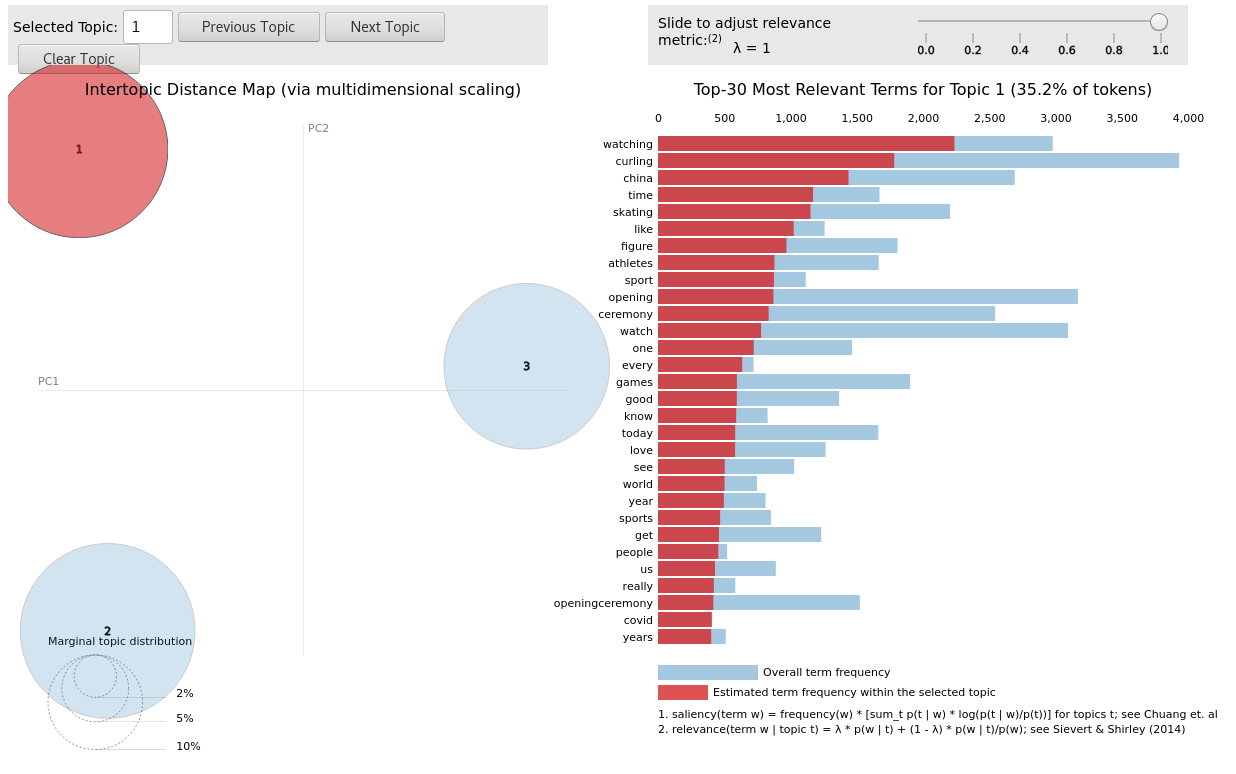 Selected Topic: 1 Previous Topic Next Topic
Clear Topic
Slide to adjust relevance
metric:(2) λ = 1
0.0 0.2 0.4 0.6 0.8 1.0
Intertopic Distance Map (via multidimensional scaling)
PC2
1
3
PC1
2
Marginal topic distribution
2%
5%
10%
Top-30 Most Relevant Terms for Topic 1 (35.2% of tokens)
0 500 1,000 1,500 2,000 2,500 3,000 3,500 4,000
watching
curling
china
time
skating
like
figure
athletes
sport
opening
ceremony
watch
one
every
games
good
know
today
love
see
world
year
sports
get
people
us
really
openingceremony
covid
years
Overall term frequency
Estimated term frequency within the selected topic
1. saliency(term w) = frequency(w) * [sum_t p(t | w) * log(p(t | w)/p(t))] for topics t; see Chuang et. al
2. relevance(term w | topic t) = λ * p(w | t) + (1 - λ) * p(w | t)/p(w); see Sievert & Shirley (2014)